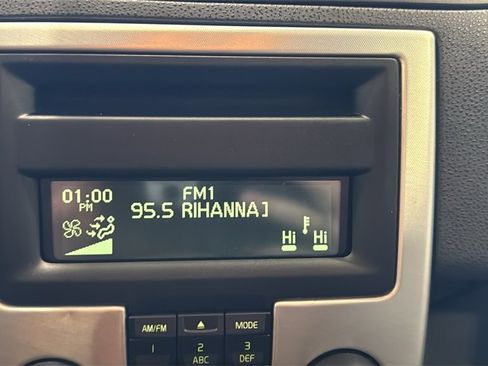 01:00 FM1
PM 95.5 RIHANNA]
Hi Hi
AM/FM MODE
1 2 3
ABC DEF